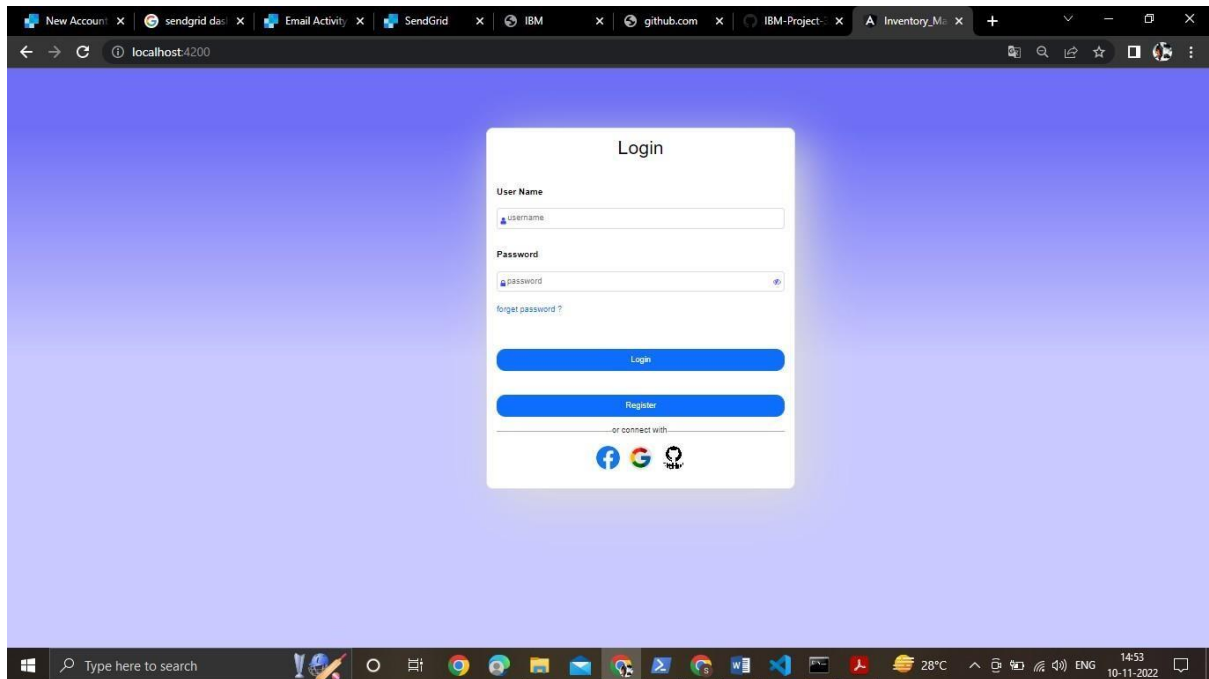 New Account
sendgrid das
Email Activity
SendGrid
IBM
github.com
IBM-Project-
Inventory_Ma
localhost:4200
Login
User Name
username
Password
password
forget password ?
Login
Register
or connect with
Type here to search
28°C
ENG
14:53
10-11-2022